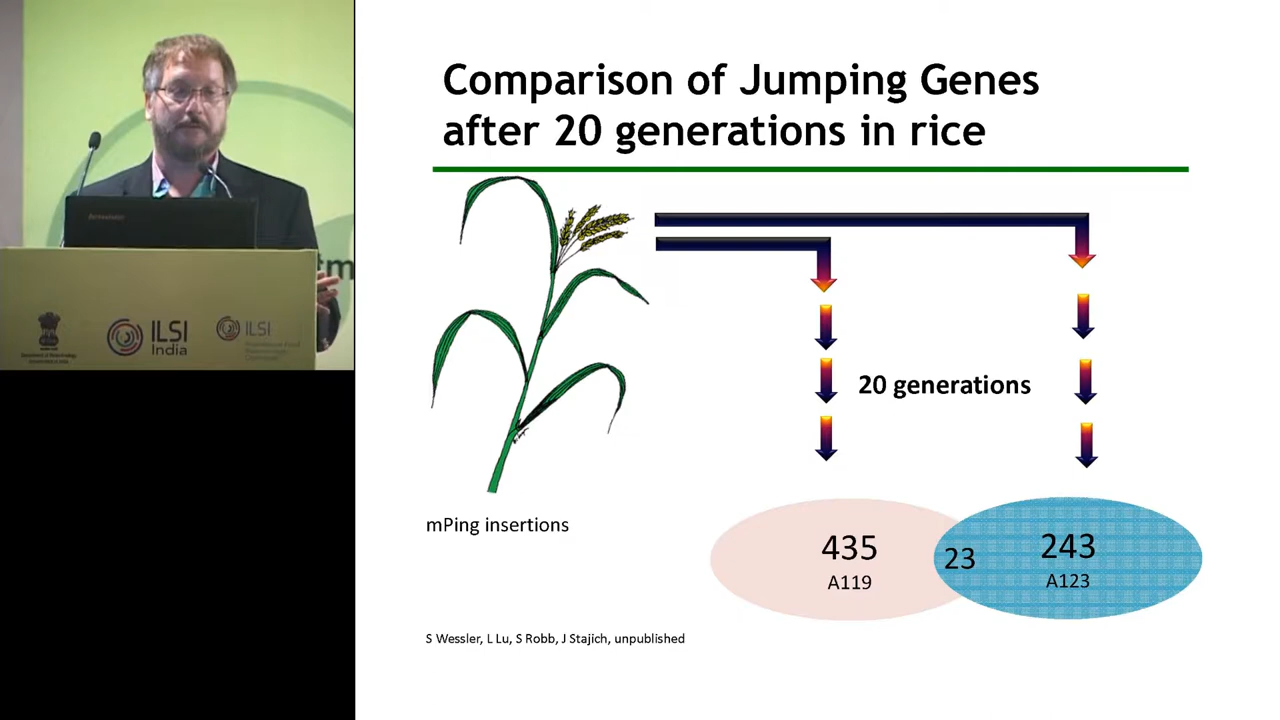 Comparison of Jumping Genes
after 20 generations in rice
20 generations
mPing insertions
435
A119
23
243
A123
S Wessler, L Lu, S Robb, J Stajich, unpublished
tm
ILSI
India
ILSI